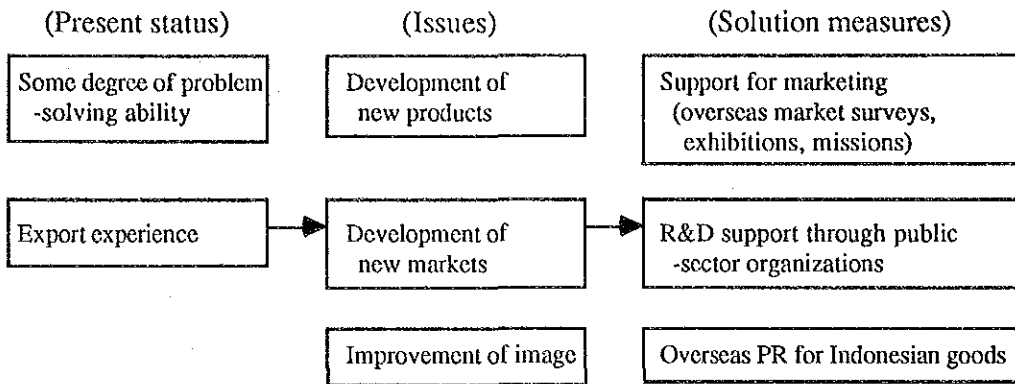 (Present status)
(Issues)
(Solution measures)
Some degree of problem
-solving ability
Development of
new products
Support for marketing
(overseas market surveys,
exhibitions, missions)
Export experience
Development of
new markets
R&D support through public
-sector organizations
Improvement of image
Overseas PR for Indonesian goods